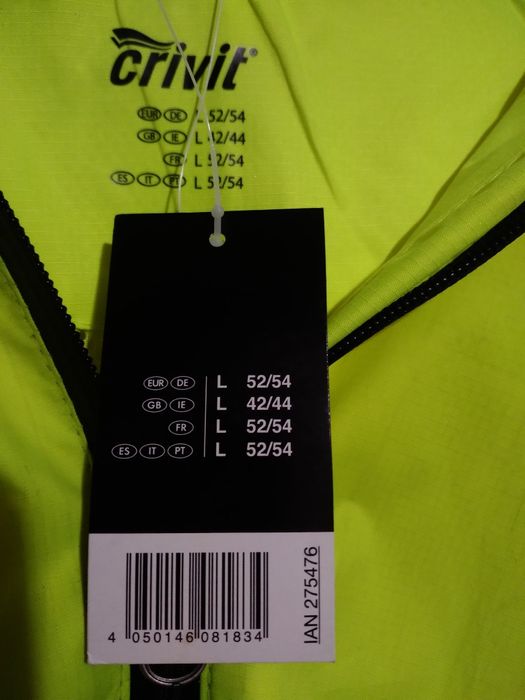 crivit®
EUR DE L 52/54
GB IE L 42/44
FR L 52/54
ES IT PT L 52/54
EUR DE L 52/54
GB IE L 42/44
FR L 52/54
ES IT PT L 52/54
4 050146 081834
IAN 275476